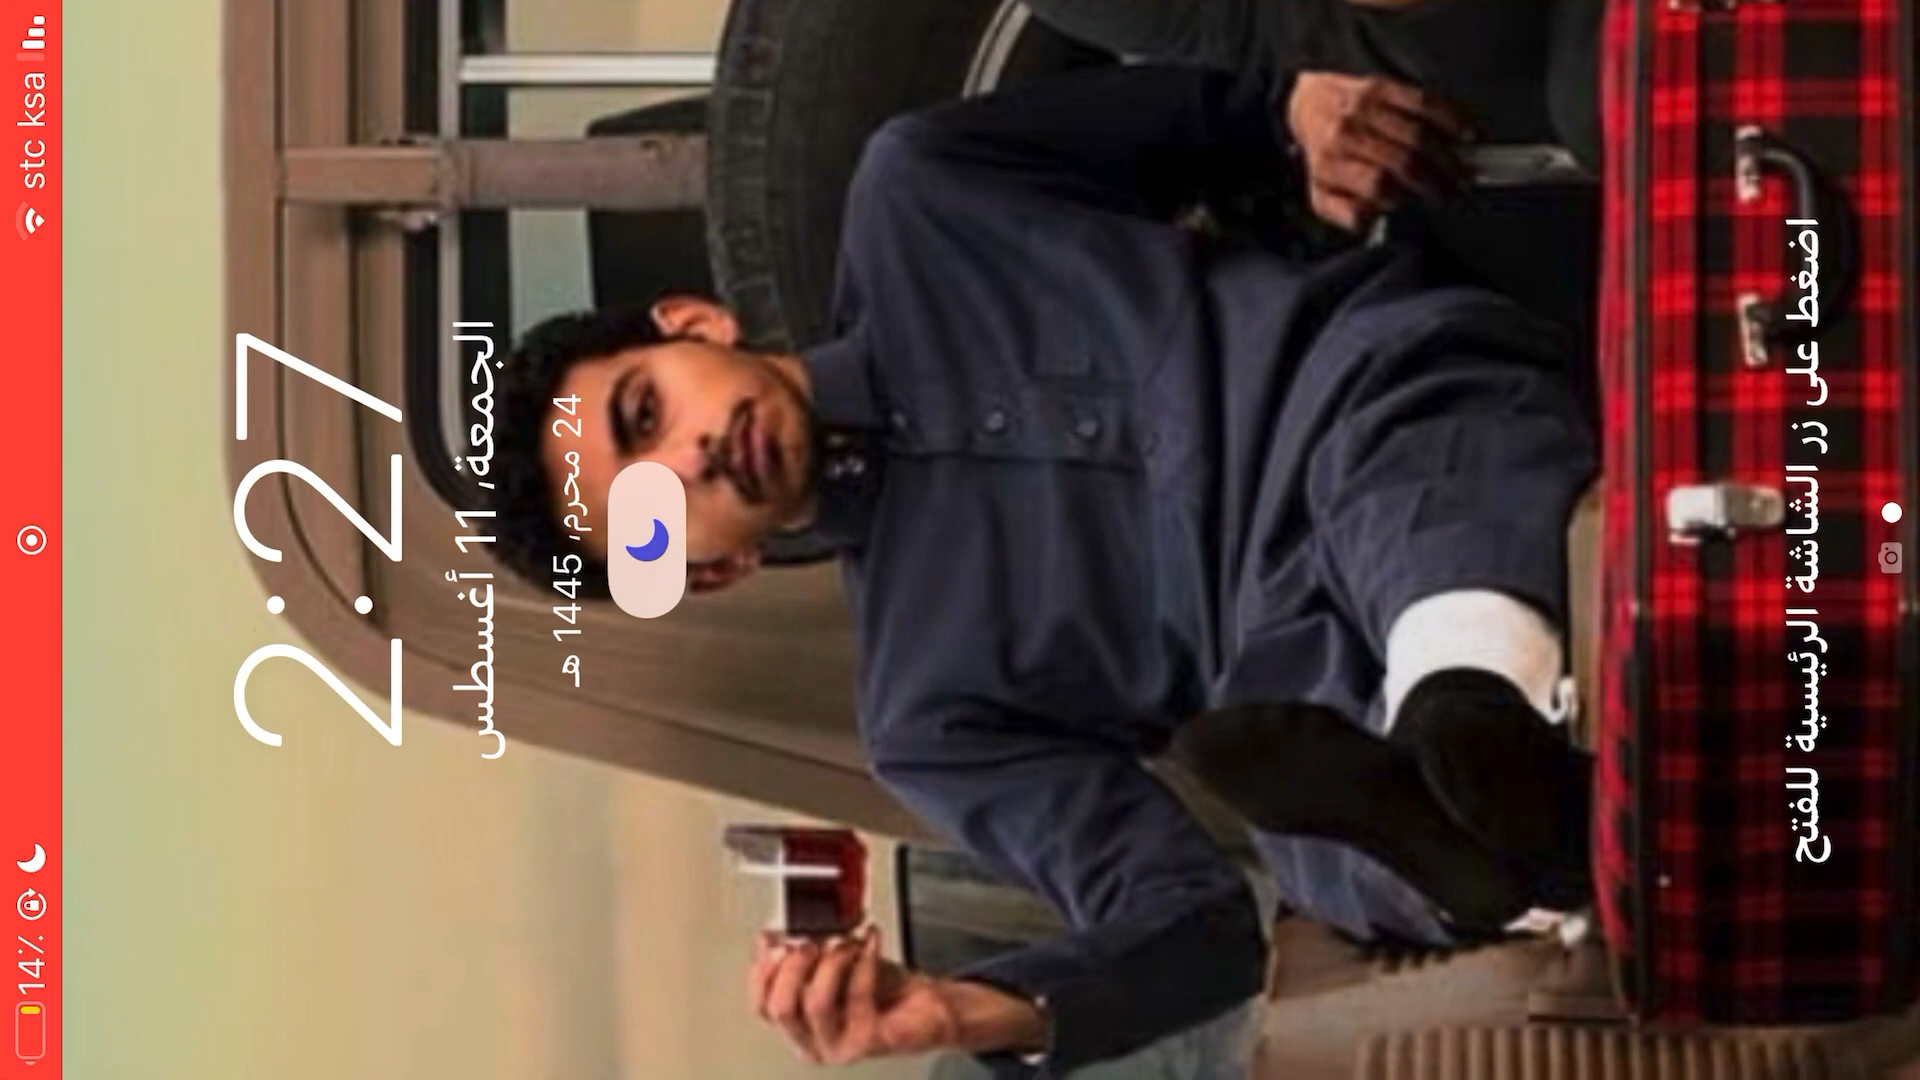 stc ksa
14٪
2:27
الجمعة، 11 أغسطس
24 محرم، 1445 هـ
اضغط على زر الشاشة الرئيسية للفتح